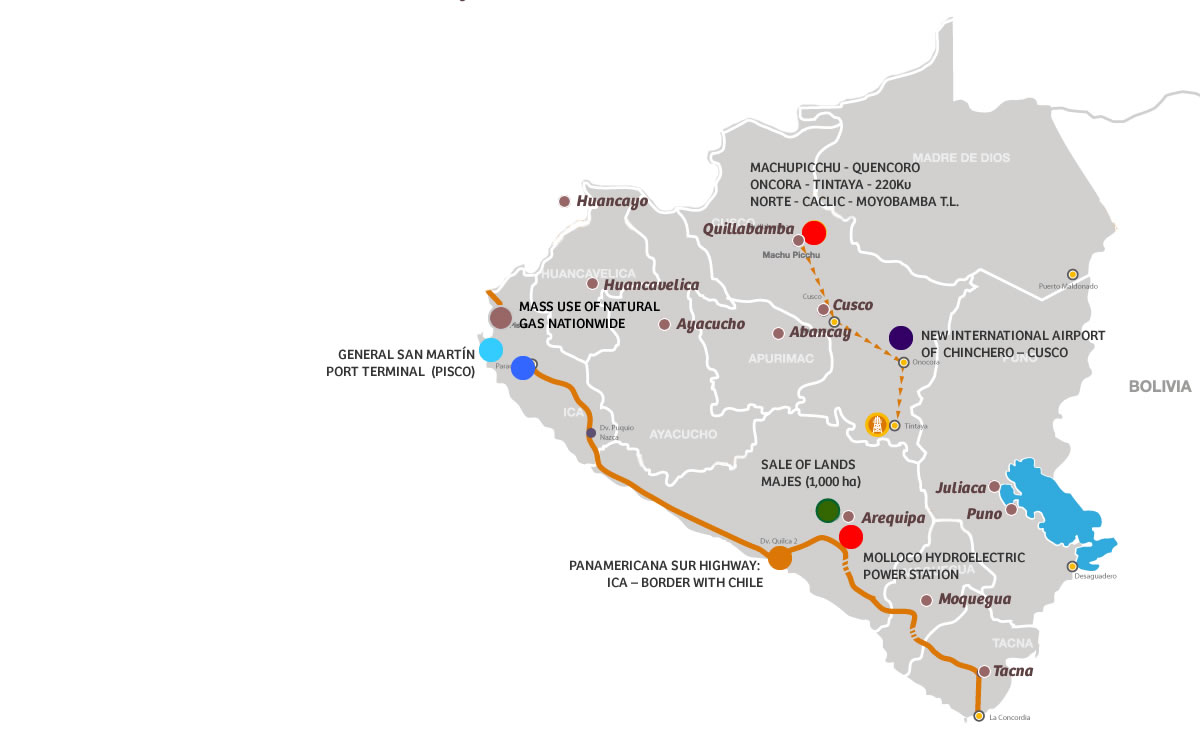 MADRE DE DIOS
MACHUPICCHU - QUENCORO
ONCORA - TINTAYA - 220Kv
NORTE - CACLIC - MOYOBAMBA T.L.
Huancayo
CUSCO
Quillabamba
Machu Picchu
HUANCAVELICA
Huancavelica
Puerto Maldonado
MASS USE OF NATURAL
GAS NATIONWIDE
Cusco
Cusco
Ayacucho
Abancay
NEW INTERNATIONAL AIRPORT
OF CHINCHERO – CUSCO
PUNO
GENERAL SAN MARTÍN
PORT TERMINAL (PISCO)
APURIMAC
Onocora
BOLIVIA
ICA
Dv. Puquio
Nazca
AYACUCHO
Tintaya
SALE OF LANDS
MAJES (1,000 ha)
Juliaca
Puno
Arequipa
Dv. Quilca 2
PANAMERICANA SUR HIGHWAY:
ICA – BORDER WITH CHILE
MOLLOCO HYDROELECTRIC
POWER STATION
Desaguadero
Moquegua
TACNA
Tacna
La Concordia